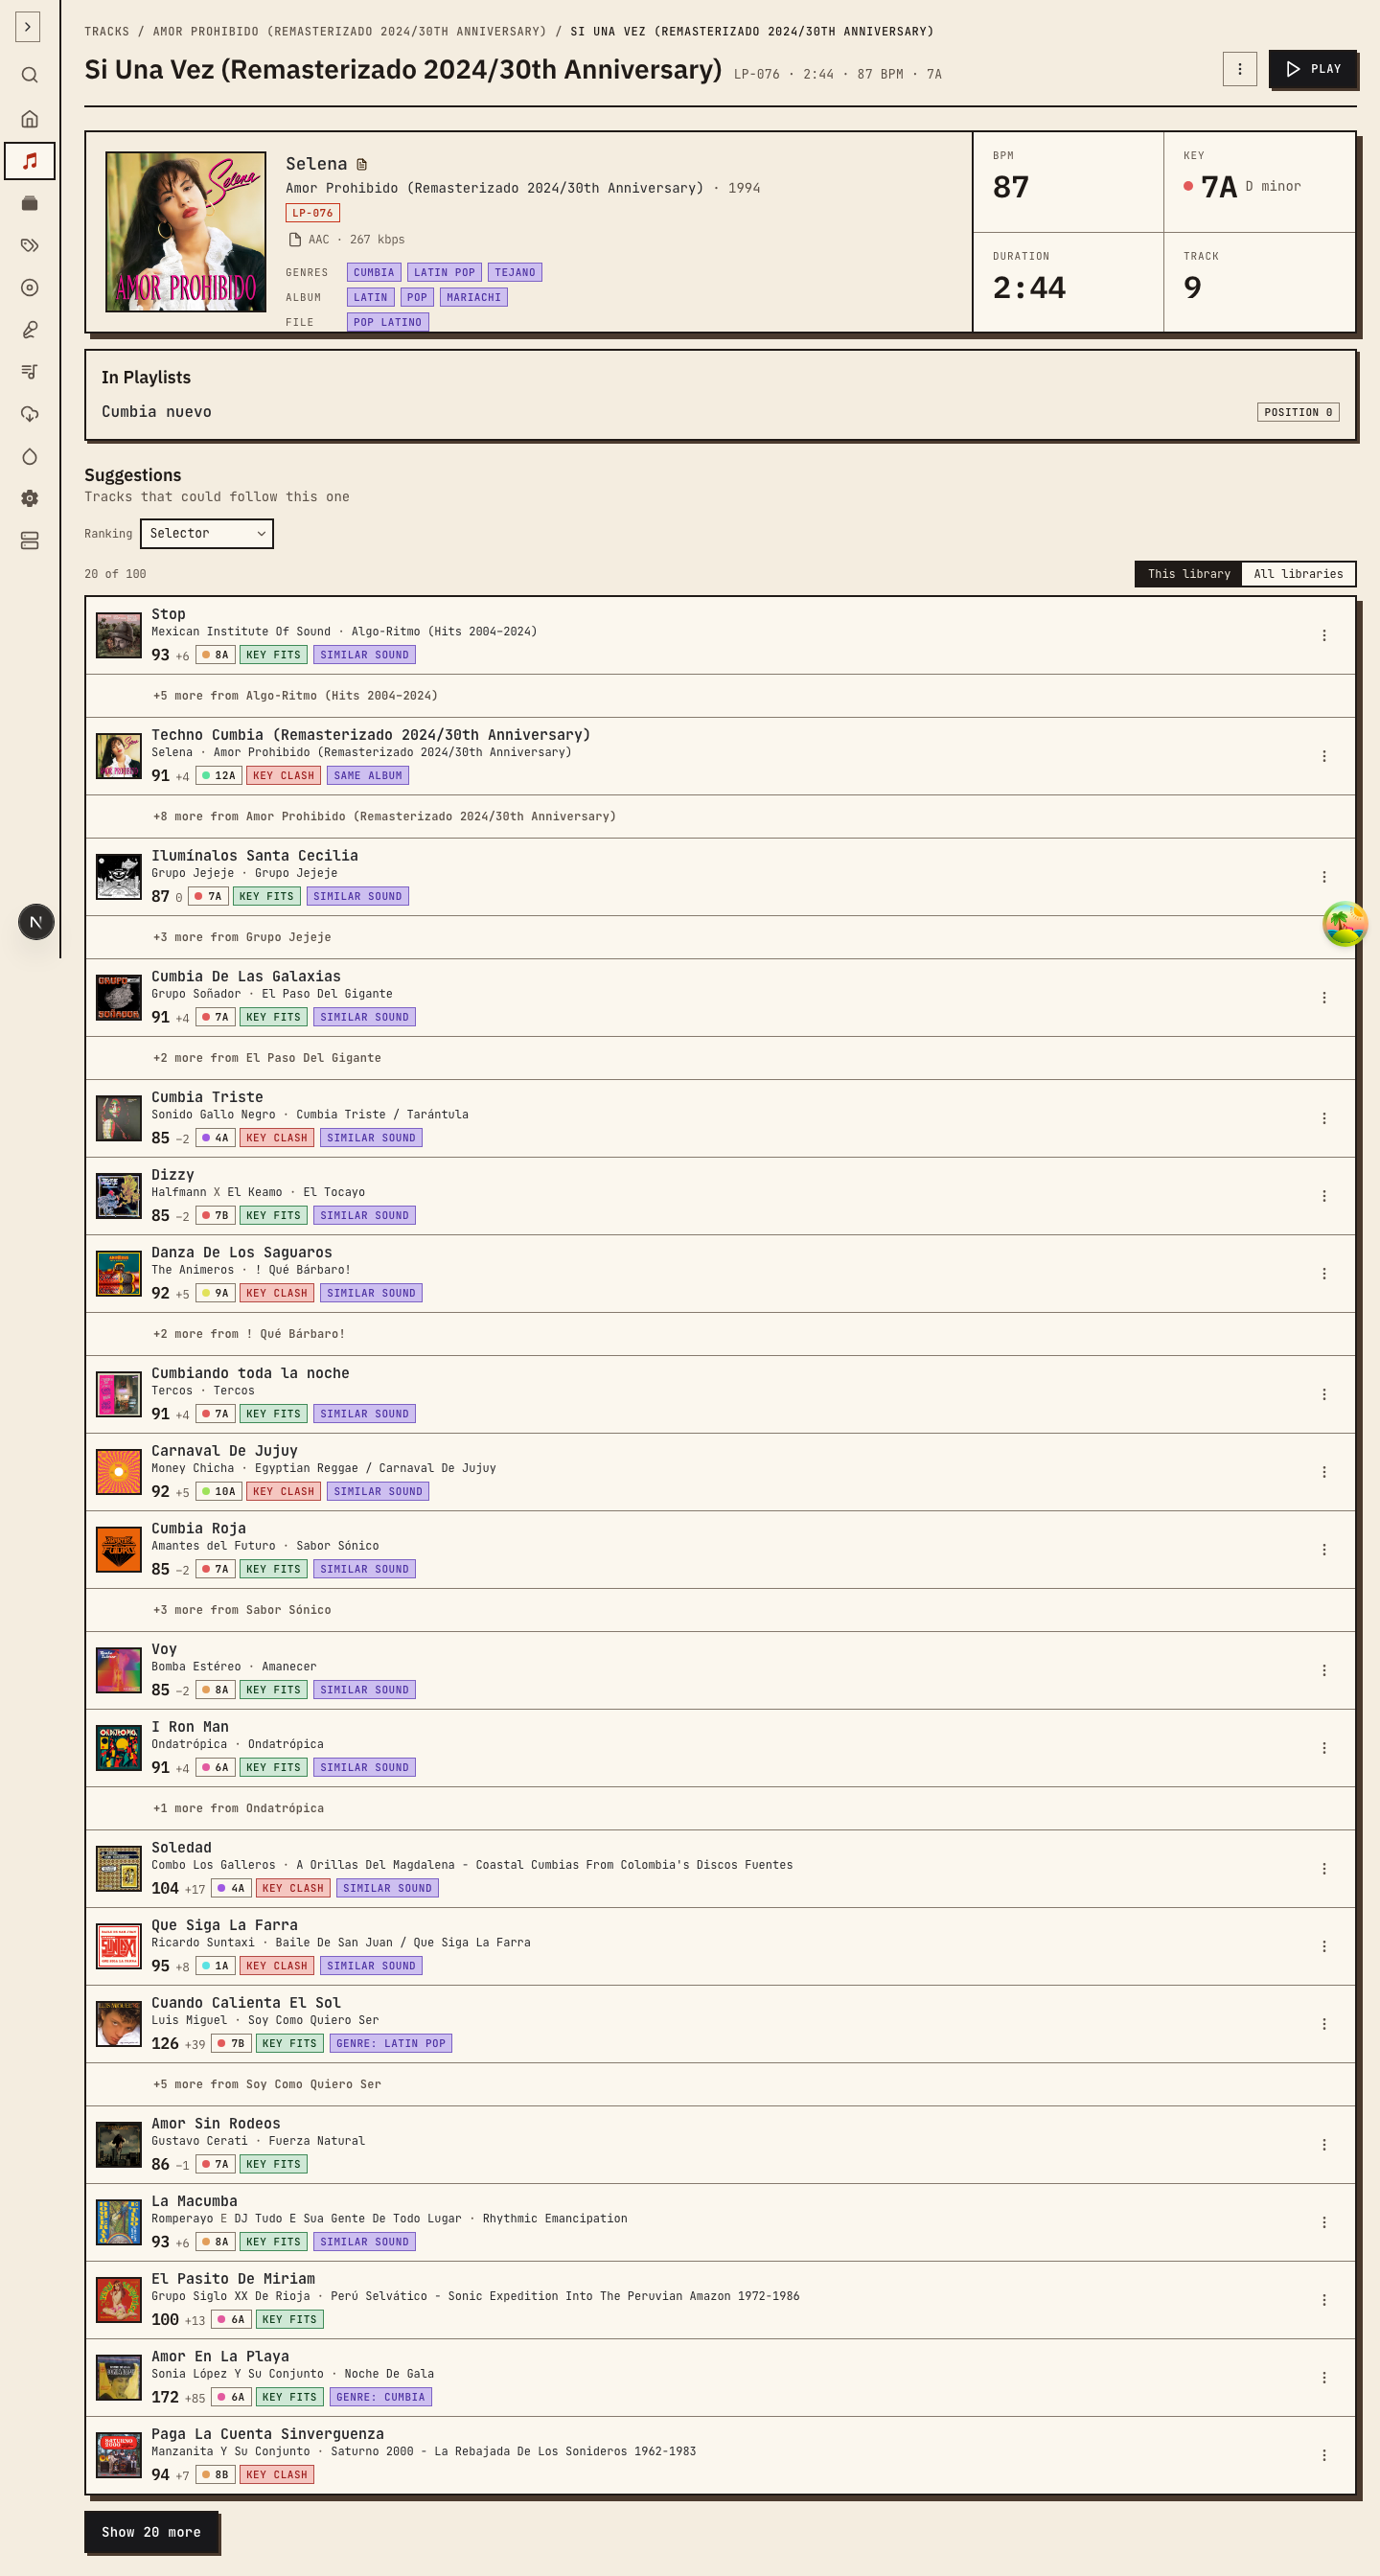 TRACKS / AMOR PROHIBIDO (REMASTERIZADO 2024/30TH ANNIVERSARY) / SI UNA VEZ (REMASTERIZADO 2024/30TH ANNIVERSARY)
Si Una Vez (Remasterizado 2024/30th Anniversary) LP-076 · 2:44 · 87 BPM · 7A
PLAY
Selena
AMOR PROHIBIDO
Selena
Amor Prohibido (Remasterizado 2024/30th Anniversary) · 1994
LP-076
AAC · 267 kbps
GENRES CUMBIA LATIN POP TEJANO
ALBUM LATIN POP MARIACHI
FILE POP LATINO
BPM
87
KEY
7A D minor
DURATION
2:44
TRACK
9
In Playlists
Cumbia nuevo POSITION 0
Suggestions
Tracks that could follow this one
Ranking Selector
20 of 100 This library All libraries
Stop
Mexican Institute Of Sound · Algo-Ritmo (Hits 2004–2024)
93 +6 8A KEY FITS SIMILAR SOUND
+5 more from Algo-Ritmo (Hits 2004–2024)
Techno Cumbia (Remasterizado 2024/30th Anniversary)
Selena · Amor Prohibido (Remasterizado 2024/30th Anniversary)
91 +4 12A KEY CLASH SAME ALBUM
+8 more from Amor Prohibido (Remasterizado 2024/30th Anniversary)
Ilumínalos Santa Cecilia
Grupo Jejeje · Grupo Jejeje
87 0 7A KEY FITS SIMILAR SOUND
+3 more from Grupo Jejeje
N
Cumbia De Las Galaxias
Grupo Soñador · El Paso Del Gigante
91 +4 7A KEY FITS SIMILAR SOUND
GRUPO
SOÑADOR
+2 more from El Paso Del Gigante
Cumbia Triste
Sonido Gallo Negro · Cumbia Triste / Tarántula
85 −2 4A KEY CLASH SIMILAR SOUND
Dizzy
Halfmann X El Keamo · El Tocayo
85 −2 7B KEY FITS SIMILAR SOUND
Danza De Los Saguaros
The Animeros · ! Qué Bárbaro!
92 +5 9A KEY CLASH SIMILAR SOUND
+2 more from ! Qué Bárbaro!
Cumbiando toda la noche
Tercos · Tercos
91 +4 7A KEY FITS SIMILAR SOUND
Carnaval De Jujuy
Money Chicha · Egyptian Reggae / Carnaval De Jujuy
92 +5 10A KEY CLASH SIMILAR SOUND
Cumbia Roja
Amantes del Futuro · Sabor Sónico
85 −2 7A KEY FITS SIMILAR SOUND
+3 more from Sabor Sónico
Voy
Bomba Estéreo · Amanecer
85 −2 8A KEY FITS SIMILAR SOUND
I Ron Man
Ondatrópica · Ondatrópica
91 +4 6A KEY FITS SIMILAR SOUND
+1 more from Ondatrópica
Soledad
Combo Los Galleros · A Orillas Del Magdalena - Coastal Cumbias From Colombia's Discos Fuentes
104 +17 4A KEY CLASH SIMILAR SOUND
Que Siga La Farra
Ricardo Suntaxi · Baile De San Juan / Que Siga La Farra
95 +8 1A KEY CLASH SIMILAR SOUND
Cuando Calienta El Sol
Luis Miguel · Soy Como Quiero Ser
126 +39 7B KEY FITS GENRE: LATIN POP
+5 more from Soy Como Quiero Ser
Amor Sin Rodeos
Gustavo Cerati · Fuerza Natural
86 −1 7A KEY FITS
La Macumba
Romperayo E DJ Tudo E Sua Gente De Todo Lugar · Rhythmic Emancipation
93 +6 8A KEY FITS SIMILAR SOUND
El Pasito De Miriam
Grupo Siglo XX De Rioja · Perú Selvático - Sonic Expedition Into The Peruvian Amazon 1972-1986
100 +13 6A KEY FITS
Amor En La Playa
Sonia López Y Su Conjunto · Noche De Gala
172 +85 6A KEY FITS GENRE: CUMBIA
Paga La Cuenta Sinverguenza
Manzanita Y Su Conjunto · Saturno 2000 - La Rebajada De Los Sonideros 1962-1983
94 +7 8B KEY CLASH
Show 20 more